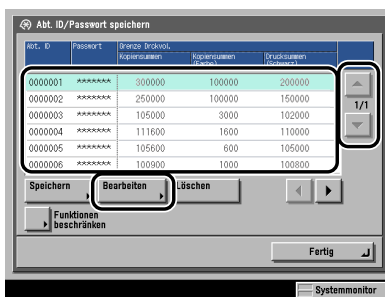 Abt. ID/Passwort speichern
Abt. ID Passwort Grenze Drckvol.
Kopiensummen Kopiensummen Drucksummen
(Farbe) (Schwarz)
0000001 ******* 300000 100000 200000
0000002 ******* 250000 100000 150000
0000003 ******* 105000 3000 102000
0000004 ******* 111600 1600 110000
0000005 ******* 105600 600 105000
0000006 ******* 100900 1000 100800
1/1
Speichern Bearbeiten Löschen
Funktionen
beschränken
Fertig
Systemmonitor